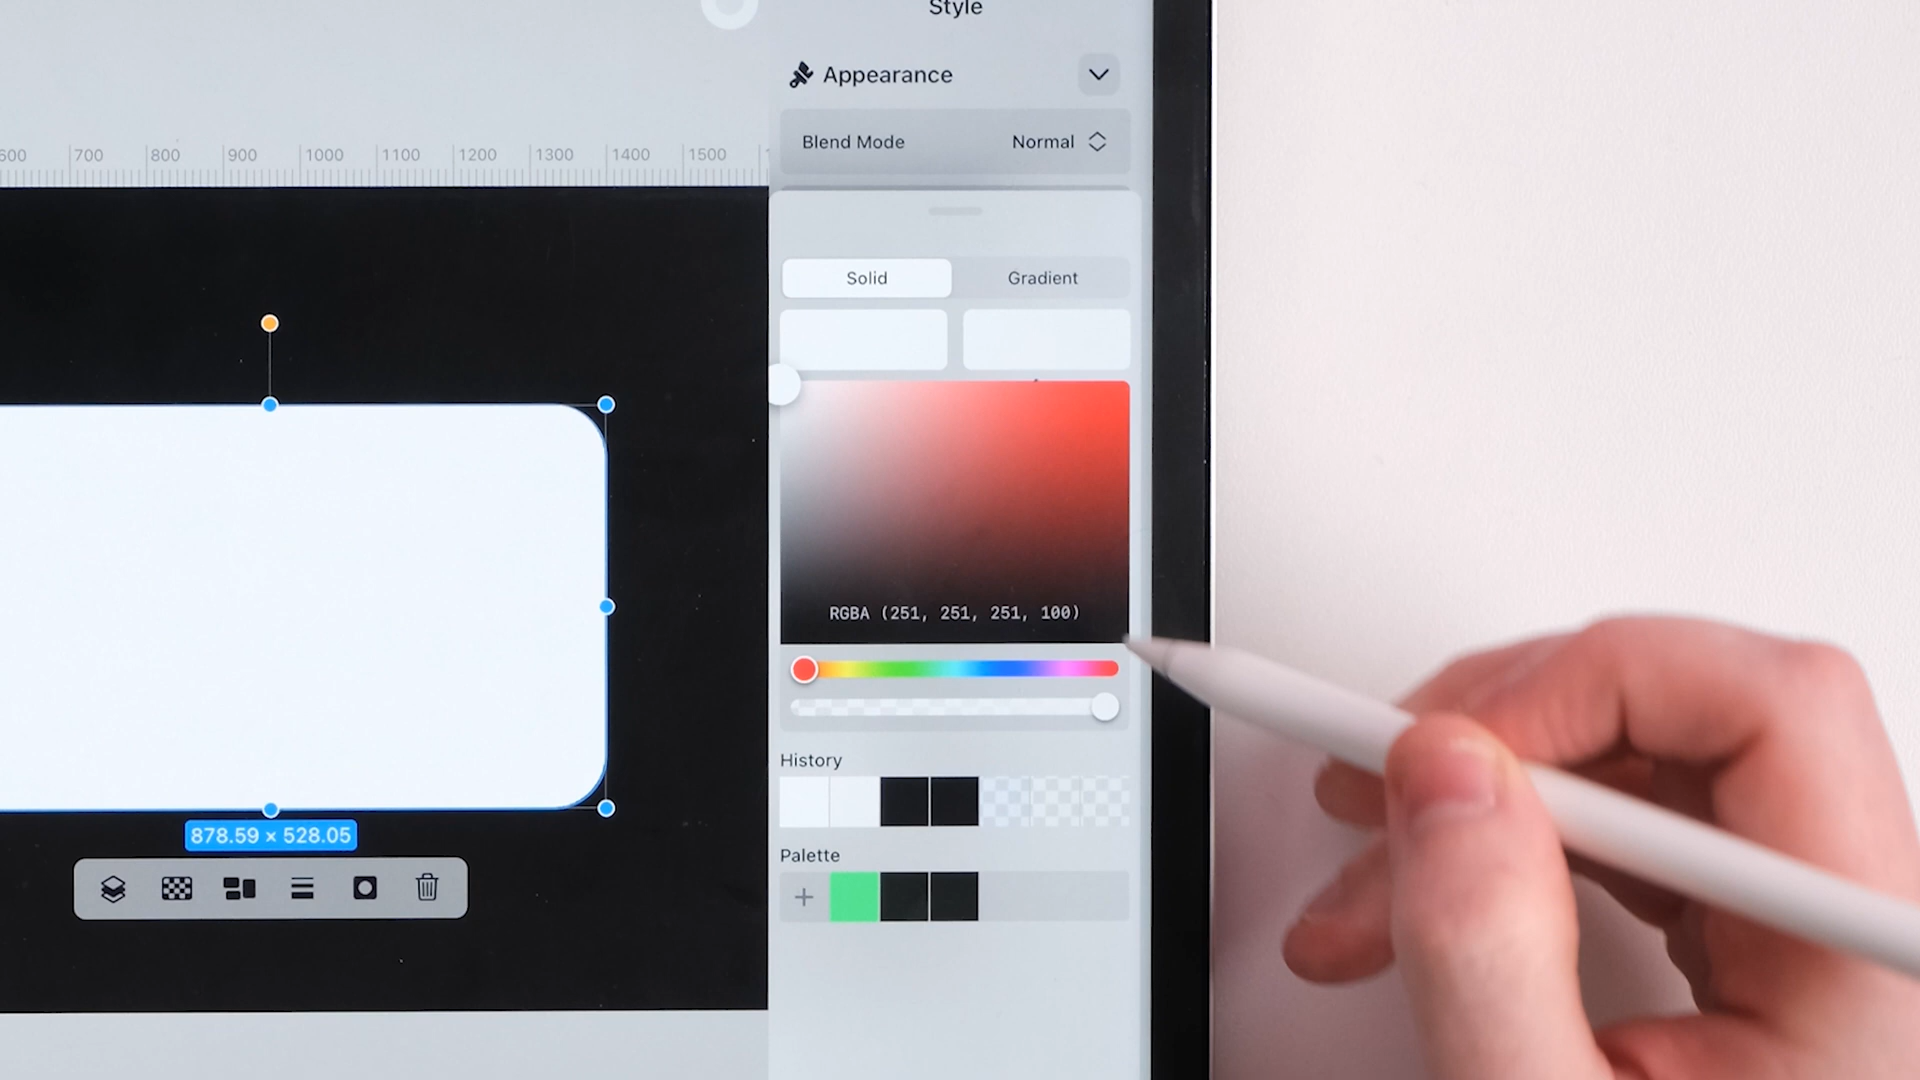 Style
Appearance
Blend Mode Normal
600 700 800 900 1000 1100 1200 1300 1400 1500
Solid Gradient
RGBA (251, 251, 251, 100)
History
878.59 × 528.05
Palette